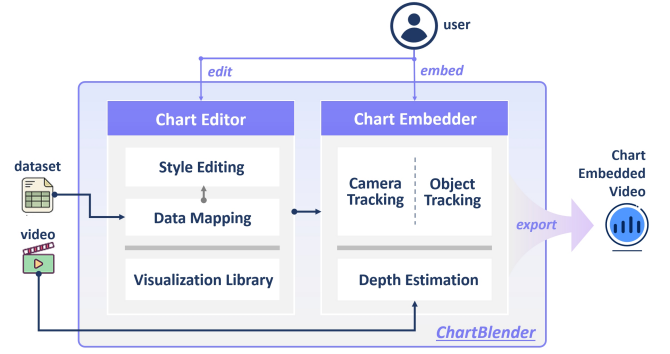 user
edit
embed
Chart Editor
Chart Embedder
Style Editing
Data Mapping
Visualization Library
Camera
Tracking
Object
Tracking
Depth Estimation
dataset
video
export
Chart
Embedded
Video
ChartBlender